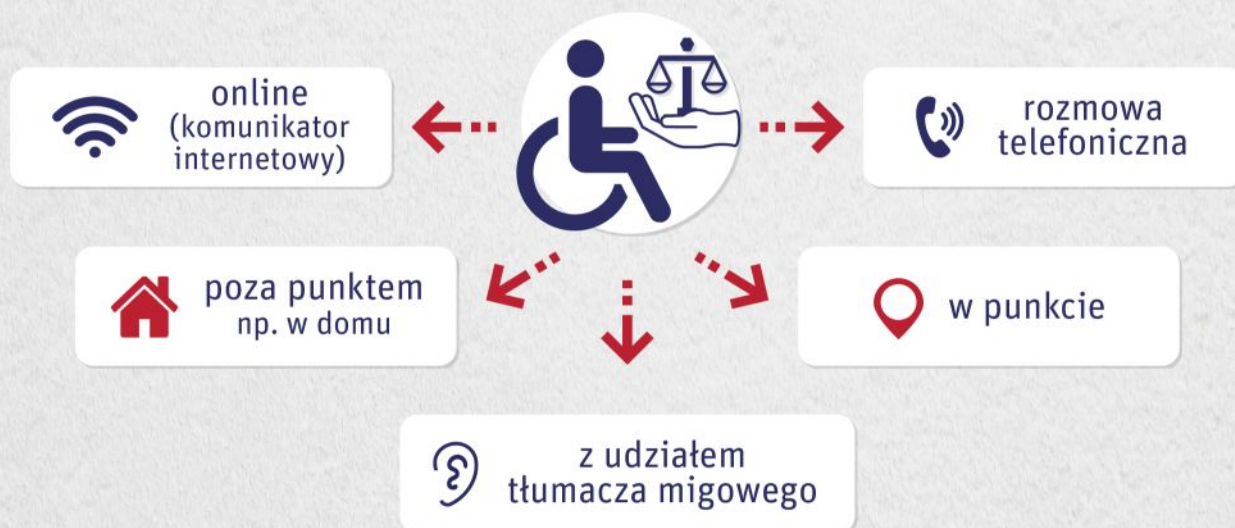 online
(komunikator
internetowy)
rozmowa
telefoniczna
poza punktem
np. w domu
w punkcie
z udziałem
tłumacza migowego